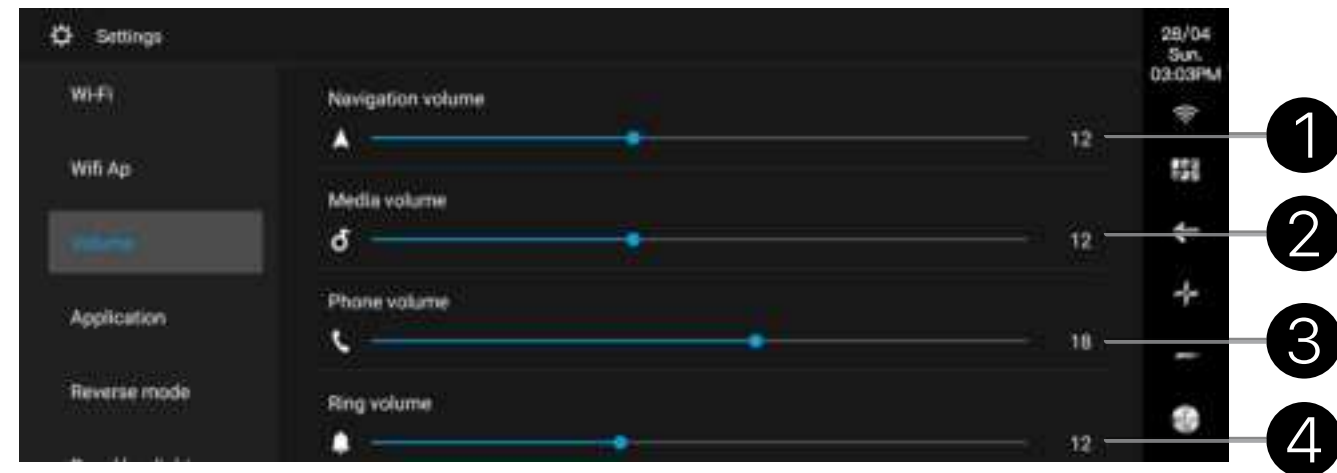 Settings
28/04
Sun.
03:03PM
Wi-Fi
Wifi Ap
Volume
Application
Reverse mode
Navigation volume
12
Media volume
12
Phone volume
18
Ring volume
12
1
2
3
4